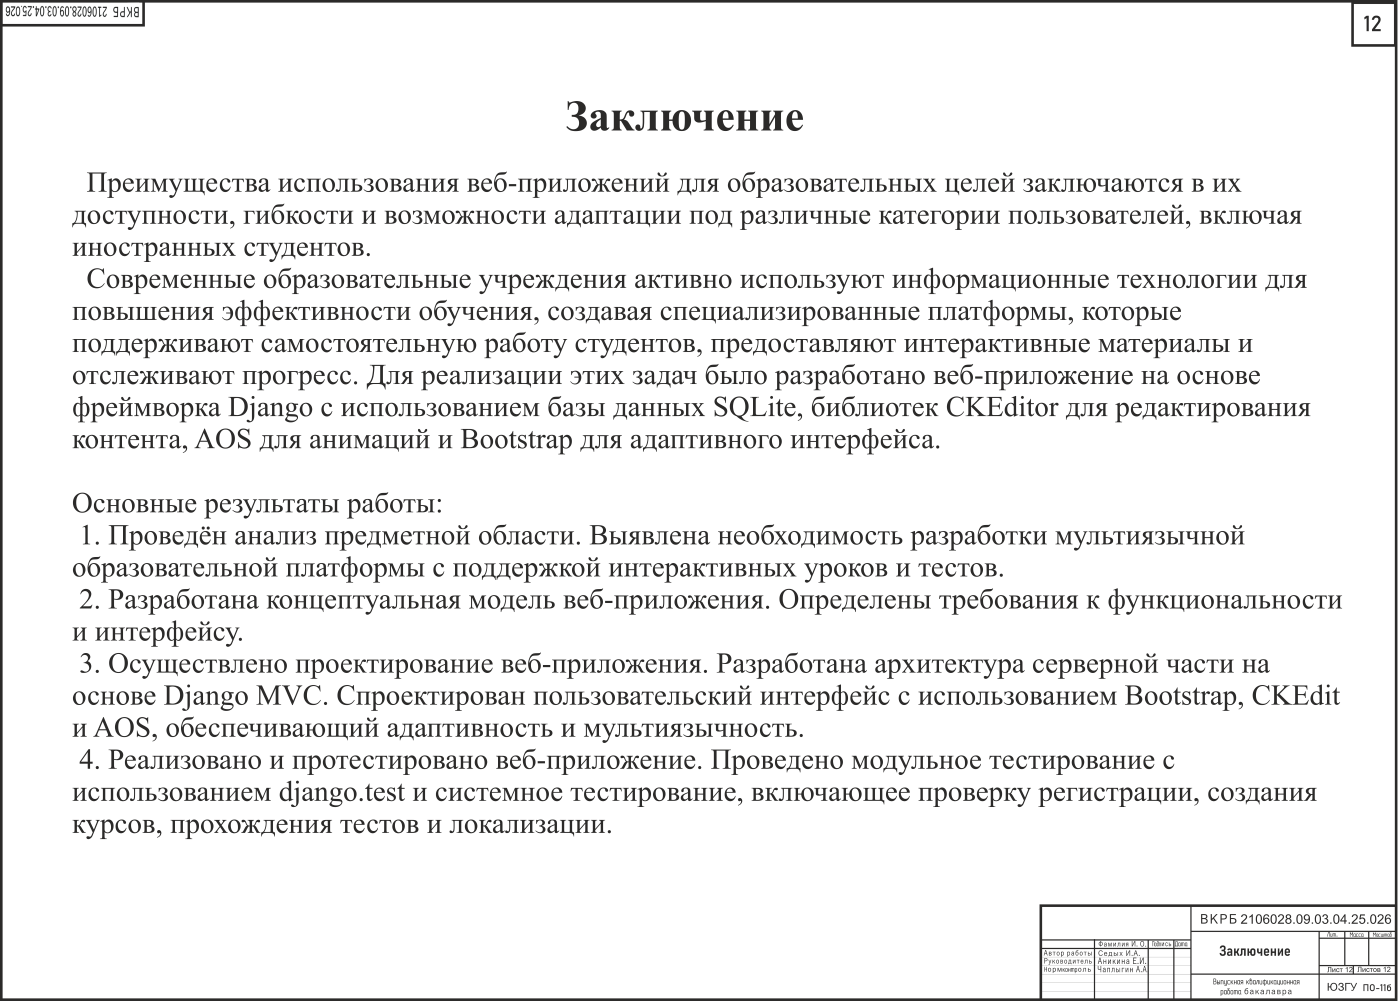 ВКРБ 2106028.09.03.04.25.026
12
Заключение
Преимущества использования веб-приложений для образовательных целей заключаются в их
доступности, гибкости и возможности адаптации под различные категории пользователей, включая
иностранных студентов.
Современные образовательные учреждения активно используют информационные технологии для
повышения эффективности обучения, создавая специализированные платформы, которые
поддерживают самостоятельную работу студентов, предоставляют интерактивные материалы и
отслеживают прогресс. Для реализации этих задач было разработано веб-приложение на основе
фреймворка Django с использованием базы данных SQLite, библиотек CKEditor для редактирования
контента, AOS для анимаций и Bootstrap для адаптивного интерфейса.
Основные результаты работы:
1. Проведён анализ предметной области. Выявлена необходимость разработки мультиязычной
образовательной платформы с поддержкой интерактивных уроков и тестов.
2. Разработана концептуальная модель веб-приложения. Определены требования к функциональности
и интерфейсу.
3. Осуществлено проектирование веб-приложения. Разработана архитектура серверной части на
основе Django MVC. Спроектирован пользовательский интерфейс с использованием Bootstrap, CKEdit
и AOS, обеспечивающий адаптивность и мультиязычность.
4. Реализовано и протестировано веб-приложение. Проведено модульное тестирование с
использованием django.test и системное тестирование, включающее проверку регистрации, создания
курсов, прохождения тестов и локализации.
ВКРБ 2106028.09.03.04.25.026
Фамилия И. О. Подпись Дата
Автор работы Седых И.А.
Руководитель Аникина Е.И.
Нормконтроль Чаплыгин А.А
Заключение
Лит. Масса Масштаб
Лист 12 Листов 12
Выпускная квалификационная
работа бакалавра
ЮЗГУ ПО-11б